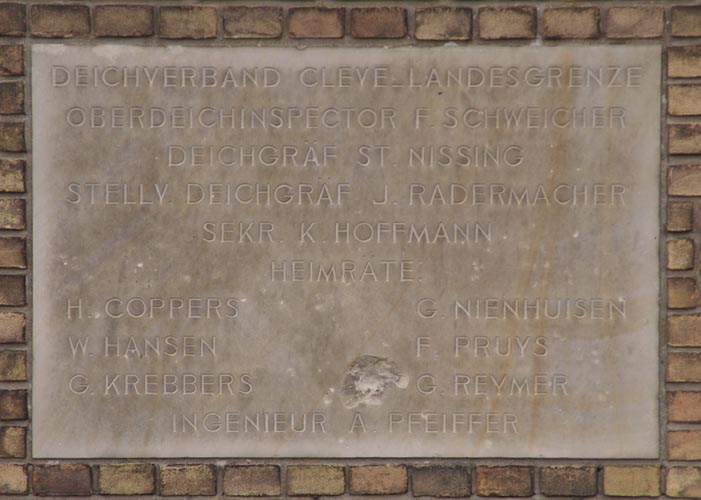 DEICHVERBAND CLEVE-LANDESGRENZE
OBERDEICHINSPECTOR F. SCHWEICHER
DEICHGRÄF ST. NISSING
STELLV. DEICHGRÄF J. RADERMACHER
SEKR. K. HOFFMANN
HEIMRÄTE:
H. COPPERS G. NIENHUISEN
W. HANSEN F. PRUYS
G. KREBBERS G. REYMER
INGENIEUR A. PFEIFFER